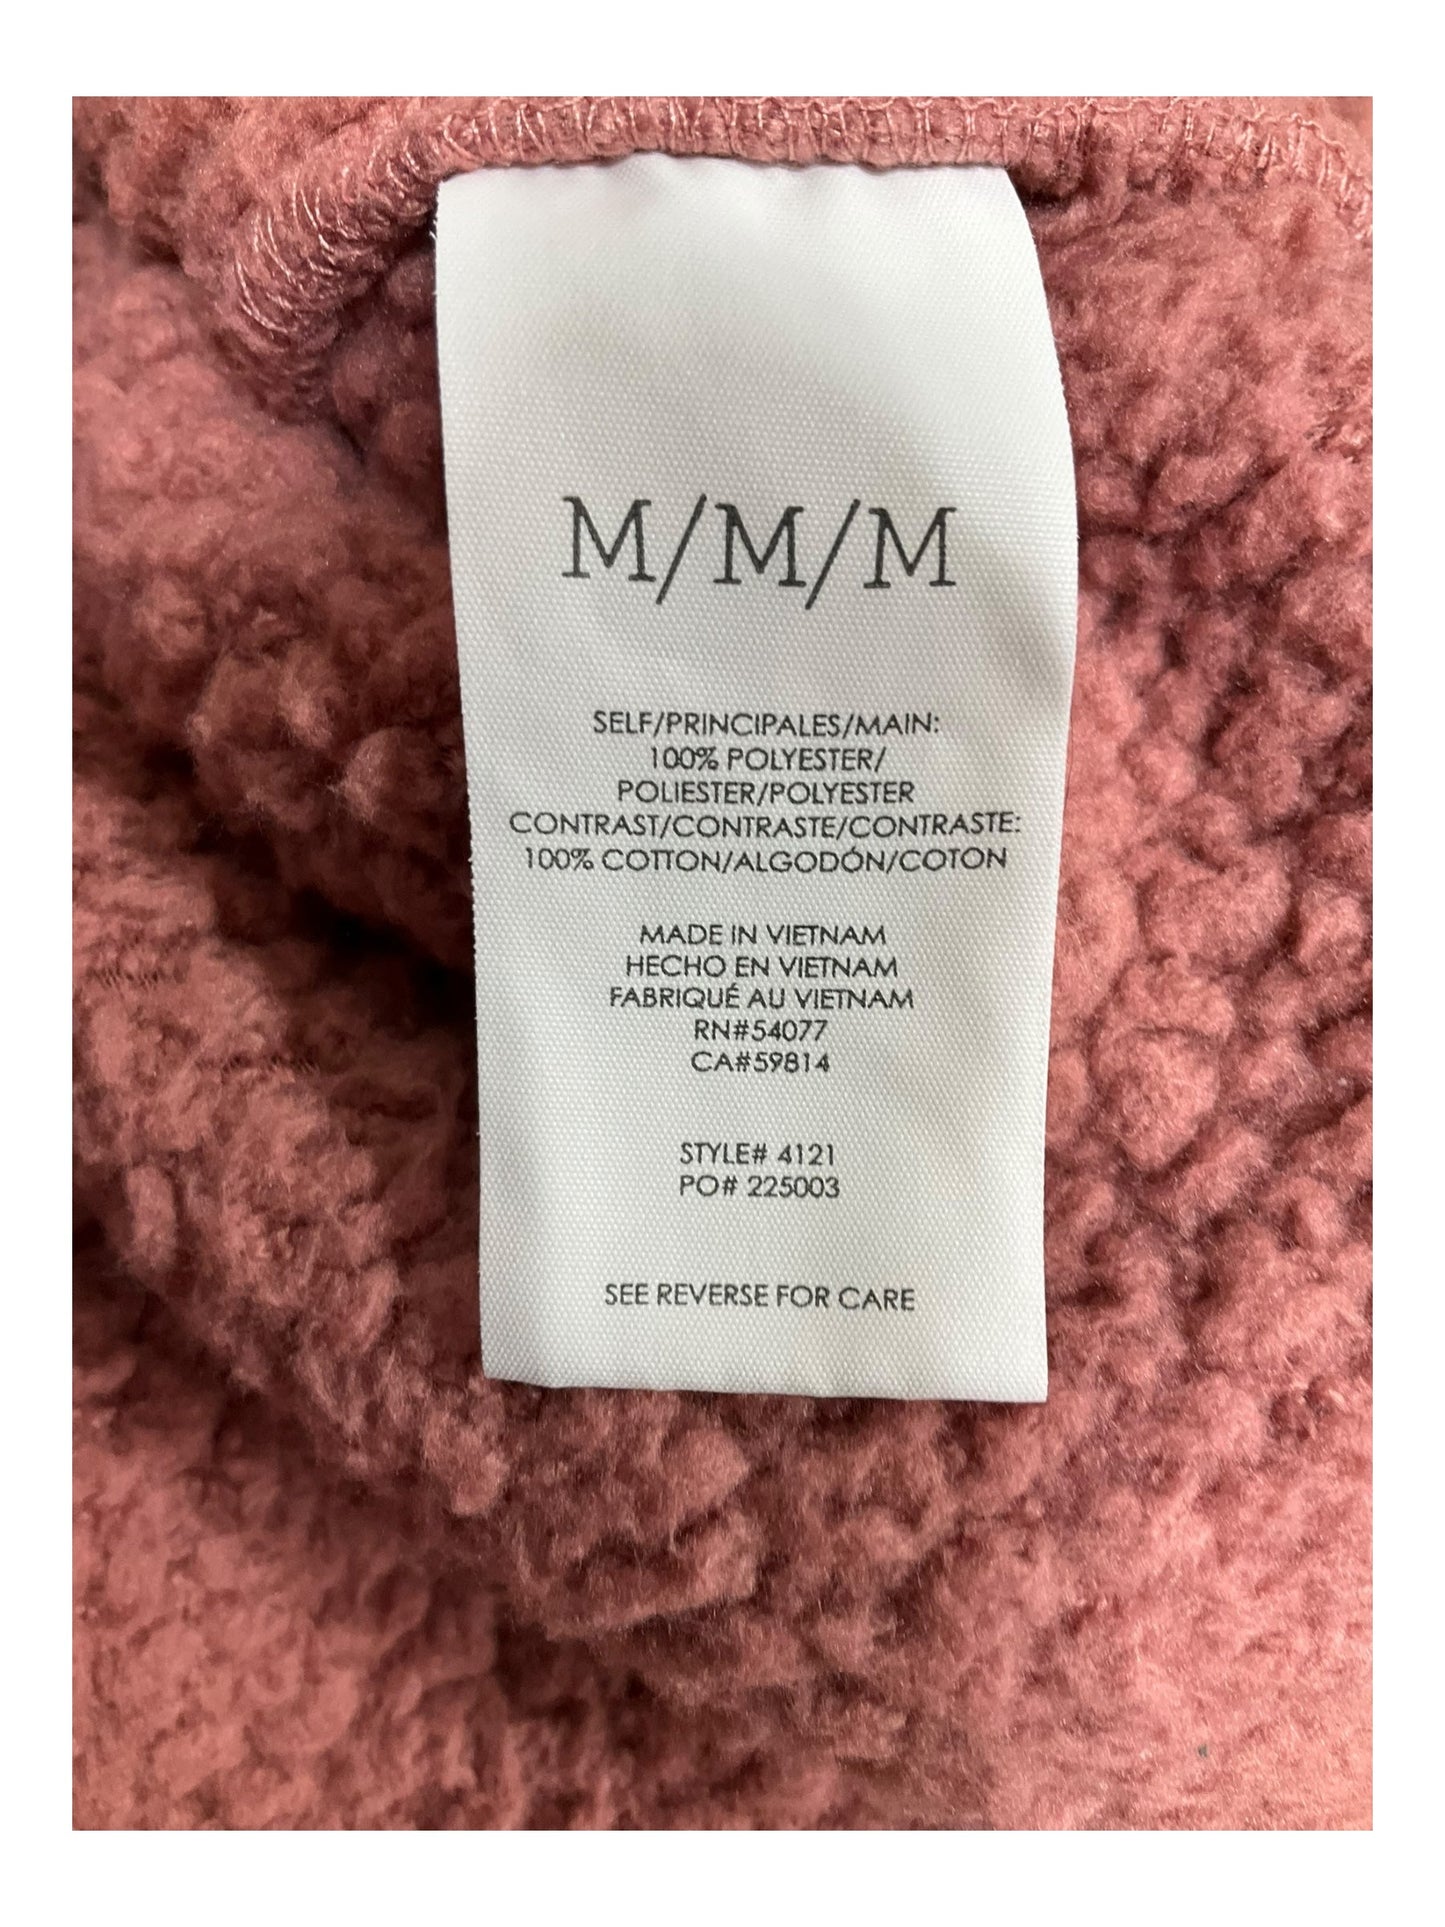 M/M/M
SELF/PRINCIPALES/MAIN:
100% POLYESTER/
POLIESTER/POLYESTER
CONTRAST/CONTRASTE/CONTRASTE:
100% COTTON/ALGODÓN/COTON
MADE IN VIETNAM
HECHO EN VIETNAM
FABRIQUÉ AU VIETNAM
RN#54077
CA#59814
STYLE# 4121
PO# 225003
SEE REVERSE FOR CARE